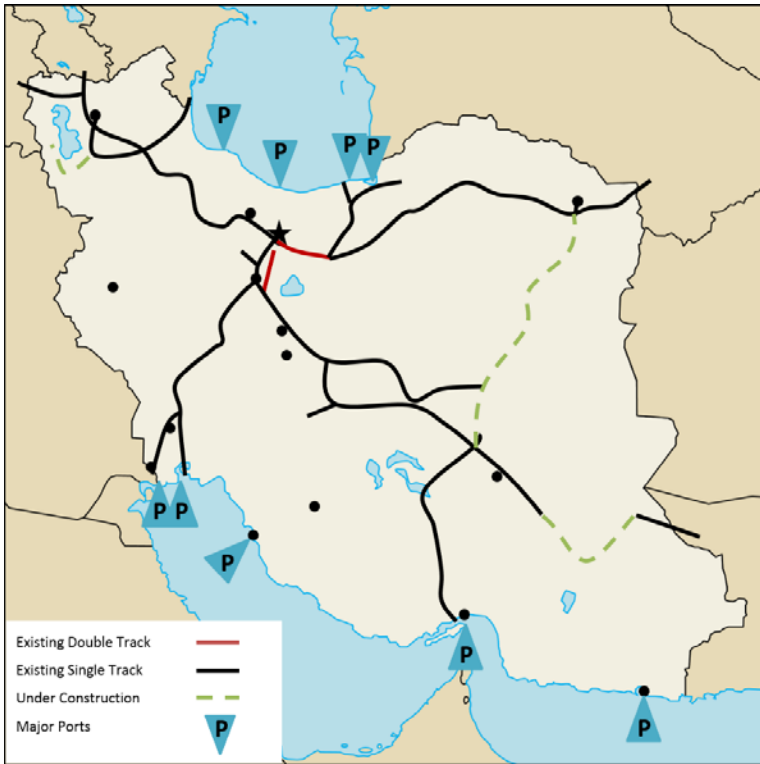 P
P
P
P
P
P
P
P
P
Existing Double Track
Existing Single Track
Under Construction
Major Ports
P